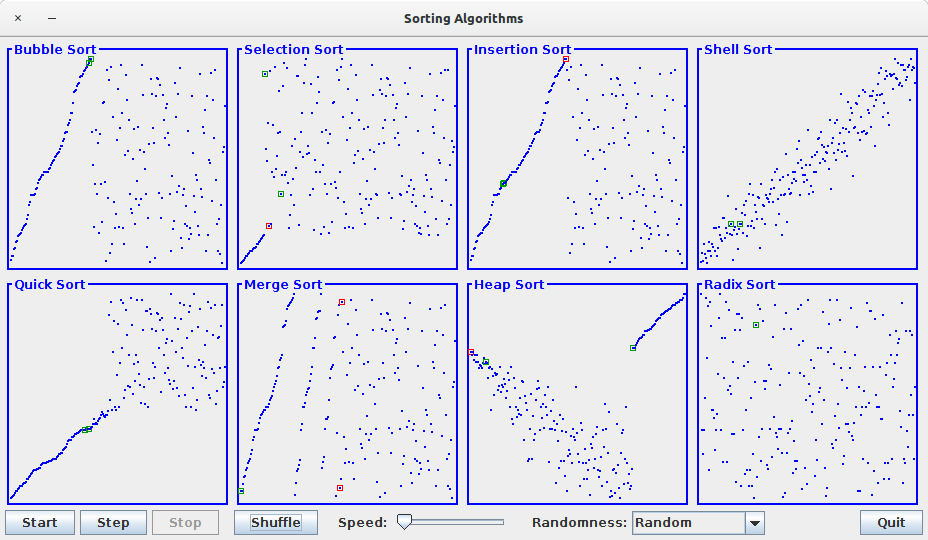 Sorting Algorithms
Bubble Sort Selection Sort Insertion Sort Shell Sort
Quick Sort Merge Sort Heap Sort Radix Sort
Start Step Stop Shuffle Speed: Randomness: Random Quit